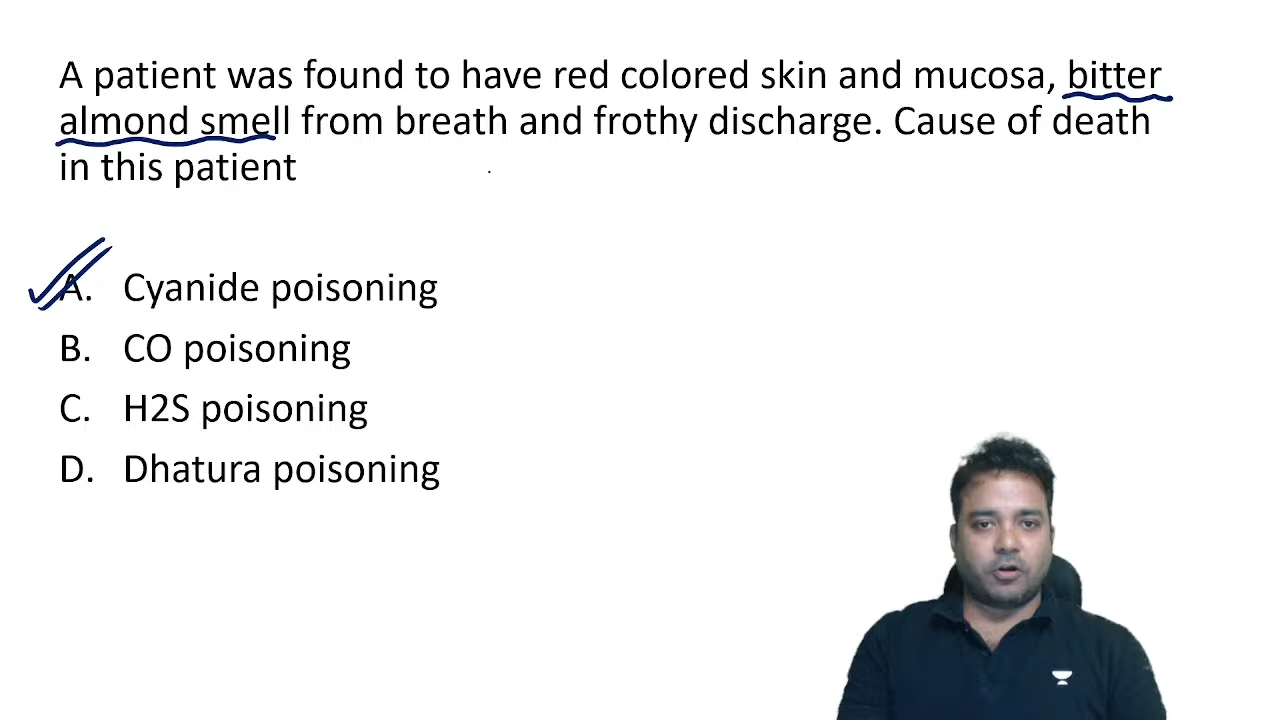 A patient was found to have red colored skin and mucosa, bitter
almond smell from breath and frothy discharge. Cause of death
in this patient
A. Cyanide poisoning
B. CO poisoning
C. H2S poisoning
D. Dhatura poisoning